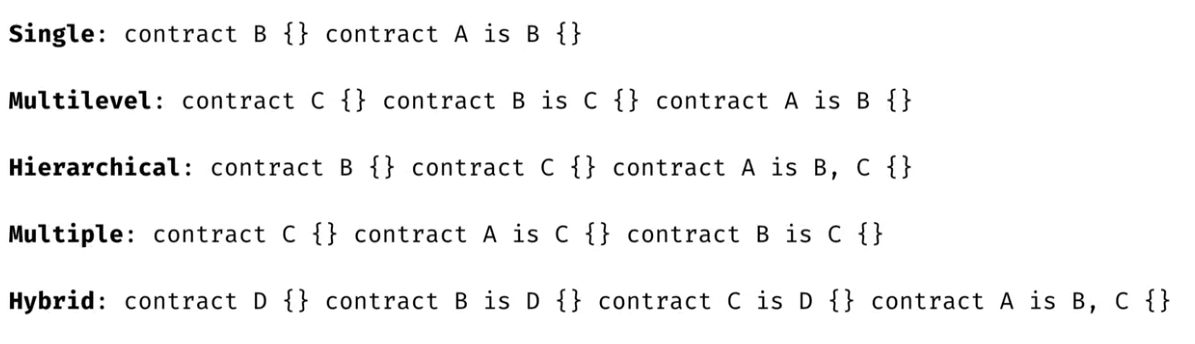 Single: contract B {} contract A is B {}
Multilevel: contract C {} contract B is C {} contract A is B {}
Hierarchical: contract B {} contract C {} contract A is B, C {}
Multiple: contract C {} contract A is C {} contract B is C {}
Hybrid: contract D {} contract B is D {} contract C is D {} contract A is B, C {}